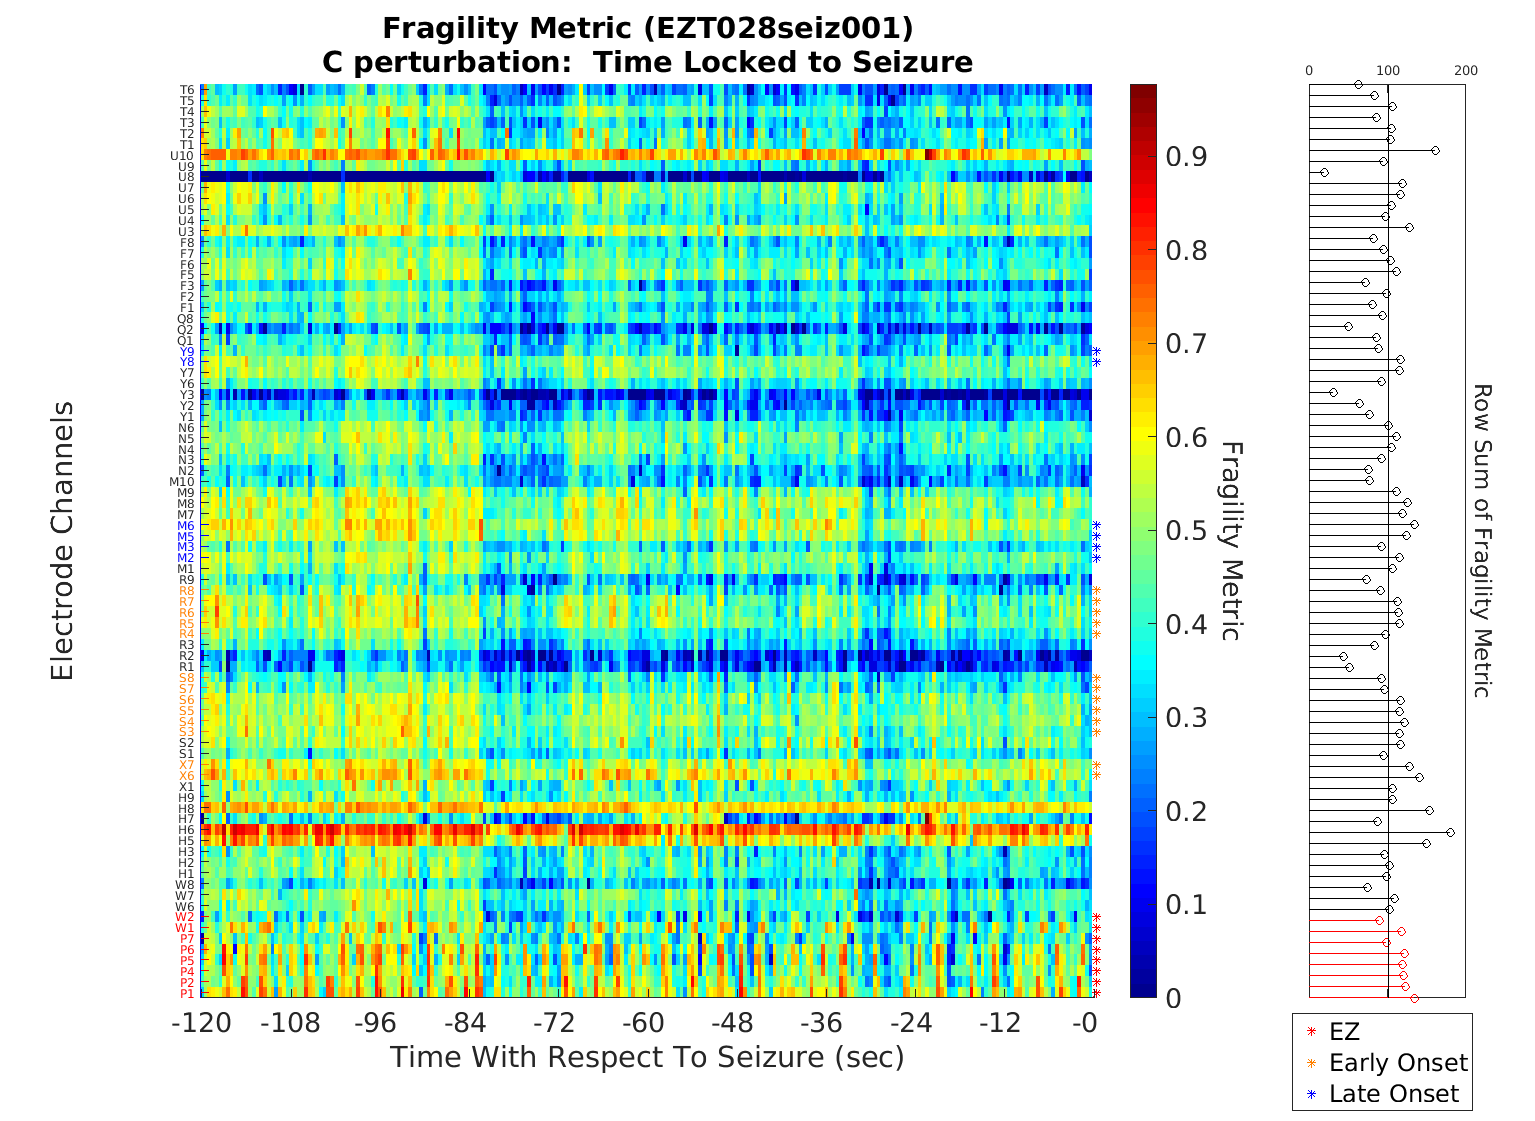 Fragility Metric (EZT028seiz001)
C perturbation:  Time Locked to Seizure
0 100 200
T6
T5
T4
T3
T2
T1
U10
U9
U8
U7
U6
U5
U4
U3
F8
F7
F6
F5
F3
F2
F1
Q8
Q2
Q1
Y9
Y8
Y7
Y6
Y3
Y2
Y1
N6
N5
N4
N3
N2
M10
M9
M8
M7
M6
M5
M3
M2
M1
R9
R8
R7
R6
R5
R4
R3
R2
R1
S8
S7
S6
S5
S4
S3
S2
S1
X7
X6
X1
H9
H8
H7
H6
H5
H3
H2
H1
W8
W7
W6
W2
W1
P7
P6
P5
P4
P2
P1
Electrode Channels
-120 -108 -96 -84 -72 -60 -48 -36 -24 -12 -0
Time With Respect To Seizure (sec)
0.9
0.8
0.7
0.6
0.5
0.4
0.3
0.2
0.1
0
Fragility Metric
Row Sum of Fragility Metric
EZ
Early Onset
Late Onset